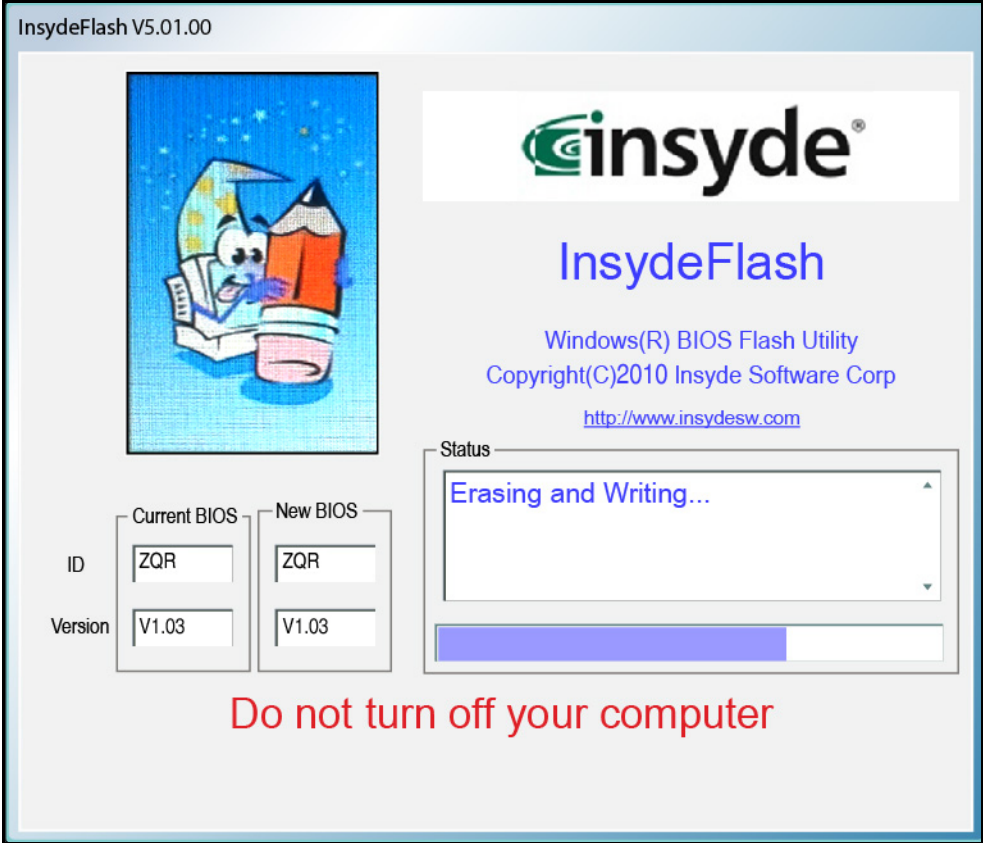 InsydeFlash V5.01.00
insyde®
InsydeFlash
Windows(R) BIOS Flash Utility
Copyright(C)2010 Insyde Software Corp
http://www.insydesw.com
Status
Erasing and Writing...
Current BIOS New BIOS
ID ZQR ZQR
Version V1.03 V1.03
Do not turn off your computer